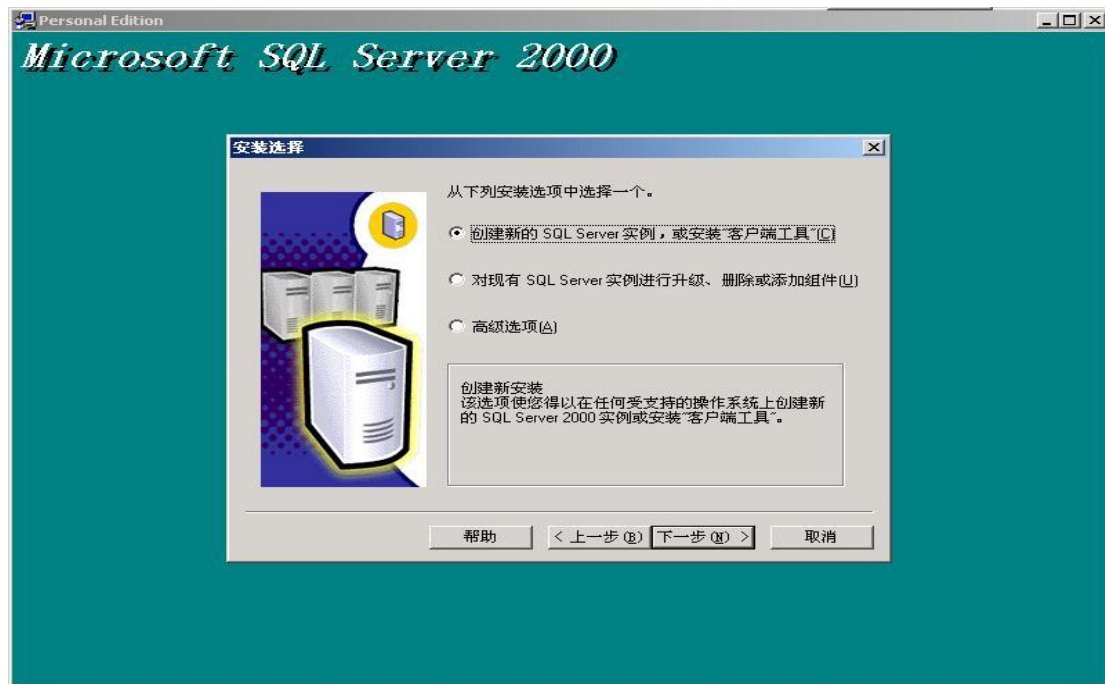 Personal Edition
Microsoft SQL Server 2000
安装选择
从下列安装选项中选择一个。
创建新的 SQL Server 实例，或安装"客户端工具"(C)
对现有 SQL Server 实例进行升级、删除或添加组件(U)
高级选项(A)
创建新安装
该选项使您得以在任何受支持的操作系统上创建新
的 SQL Server 2000 实例或安装"客户端工具"。
帮助
< 上一步(B)
下一步(N) >
取消